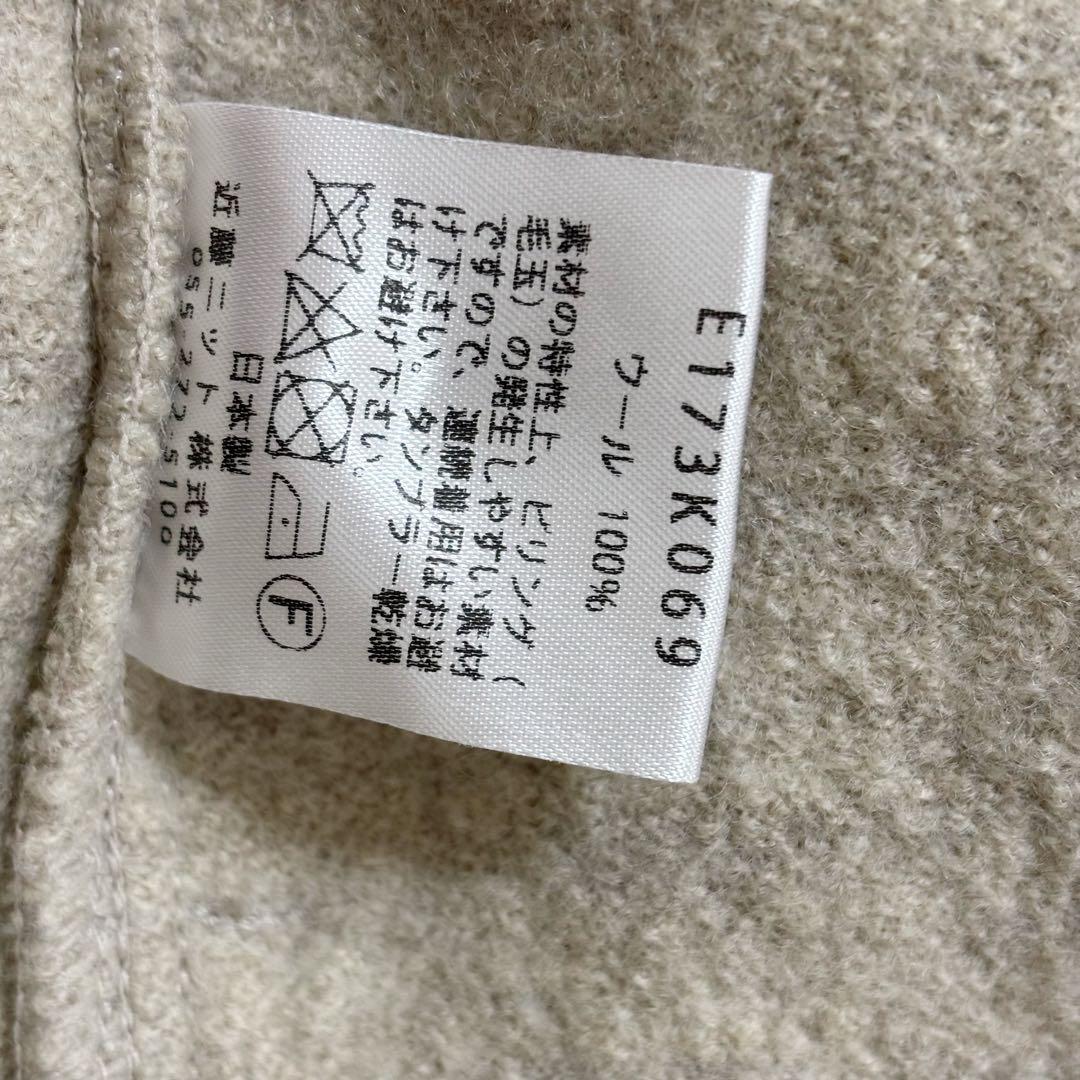 E173K069
ウール 100%
素材の特性上、ピリング(
毛玉)の発生しやすい素材
ですので、連続着用はお避
け下さい。タンブラー乾燥
はお避け下さい。
F
日本製
近藤ニット株式会社
055 272 5100